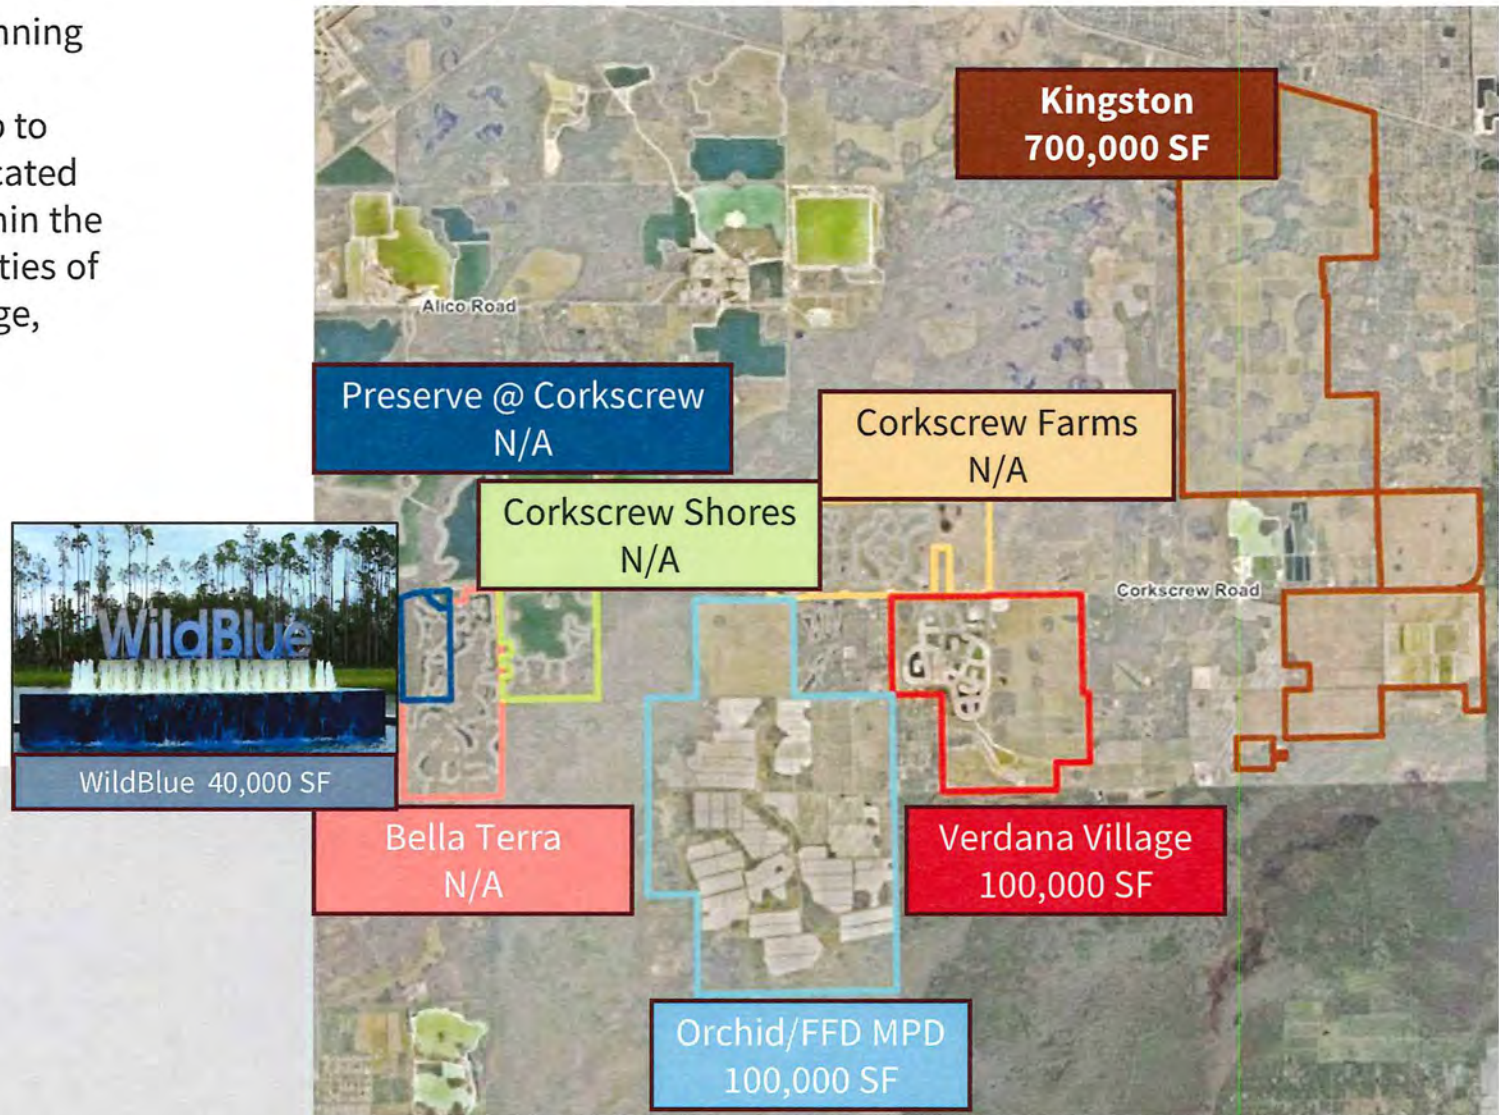 nning
to
cated
hin the
ties of
ge,
Kingston
700,000 SF
Alico Road
Preserve @ Corkscrew
N/A
Corkscrew Farms
N/A
Corkscrew Shores
N/A
Corkscrew Road
WildBlue
WildBlue 40,000 SF
Bella Terra
N/A
Verdana Village
100,000 SF
Orchid/FFD MPD
100,000 SF